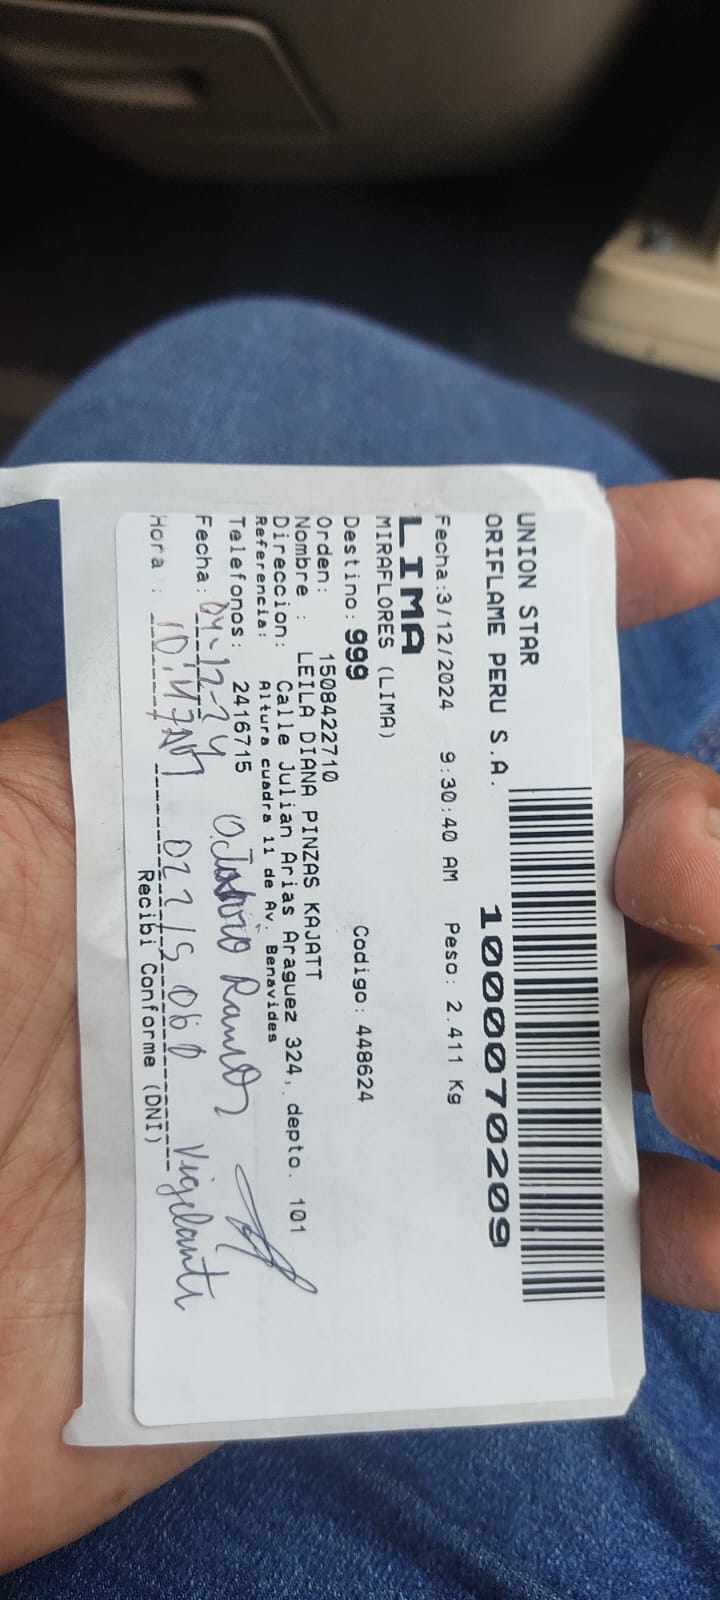 UNION STAR
ORIFLAME PERU S.A.
1000070209
Fecha:3/12/2024 9:30:40 AM Peso: 2.411 Kg
LIMA
MIRAFLORES (LIMA)
Destino: 999 Codigo: 448624
Orden: 1508422710
Nombre : LEILA DIANA PINZAS KAJATT
Direccion: Calle Julian Arias Araguez 324, depto. 101
Referencia: Altura cuadra 11 de Av. Benavides
Telefonos: 2416715
Fecha: 04-12-24 Ramos
Hora : 10:47AM Vigilante
Recibi Conforme (DNI)